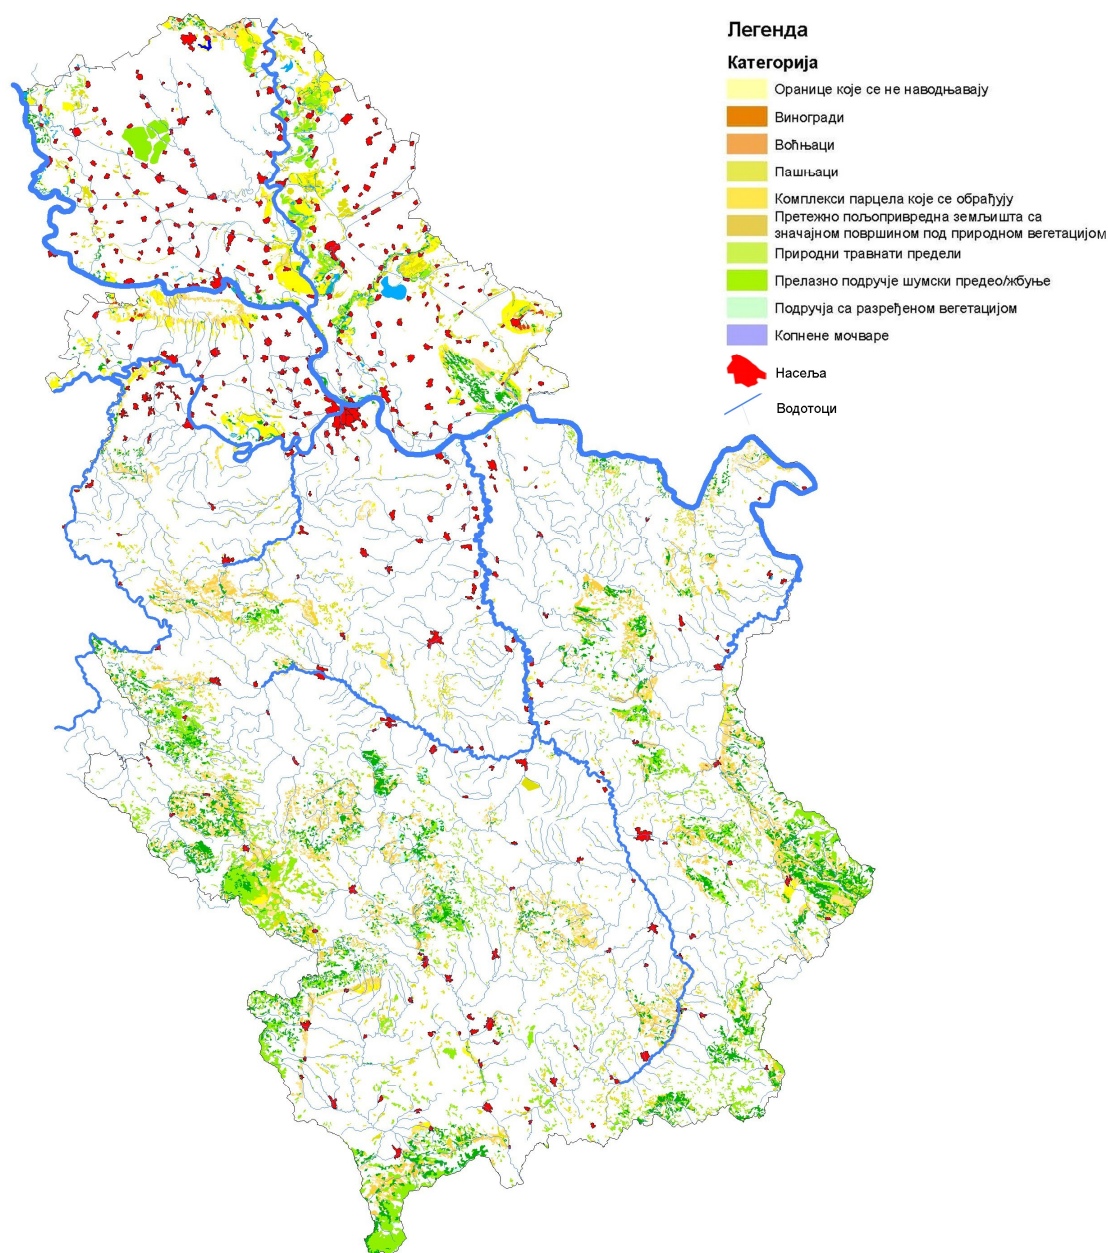 Легенда
Категорија
Оранице које се не наводњавају
Виногради
Воћњаци
Пашњаци
Комплекси парцела које се обрађују
Претежно пољопривредна земљишта са
значајном површином под природном вегетацијом
Природни травнати предели
Прелазно подручје шумски предео/жбуње
Подручја са разређеном вегетацијом
Копнене мочваре
Насеља
Водотоци